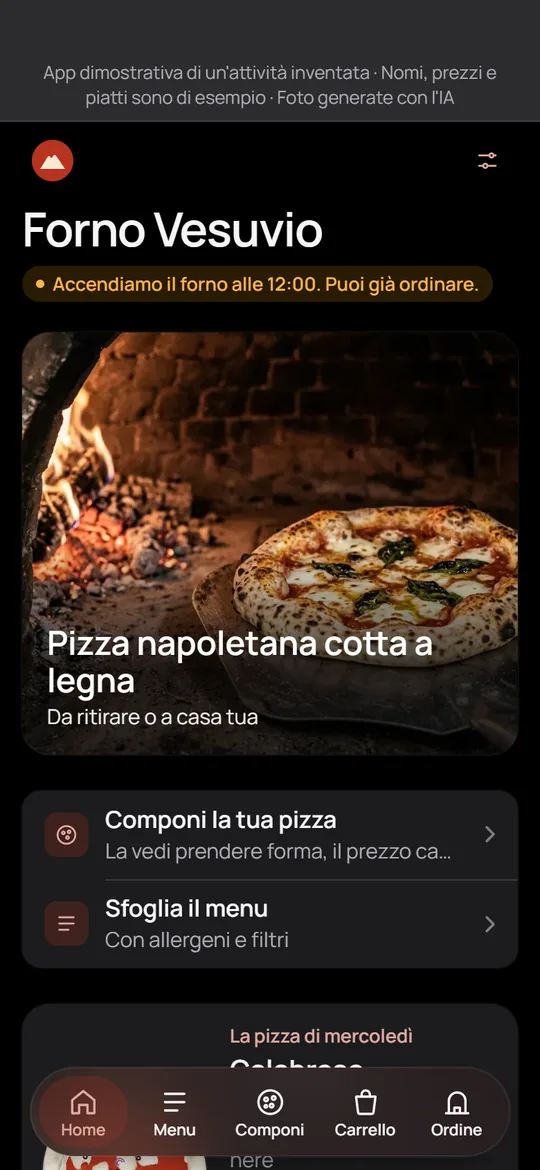 App dimostrativa di un'attività inventata · Nomi, prezzi e
piatti sono di esempio · Foto generate con l'IA
Forno Vesuvio
Accendiamo il forno alle 12:00. Puoi già ordinare.
Pizza napoletana cotta a
legna
Da ritirare o a casa tua
Componi la tua pizza
La vedi prendere forma, il prezzo ca…
Sfoglia il menu
Con allergeni e filtri
La pizza di mercoledì
Home
Menu
Componi
Carrello
Ordine
nere